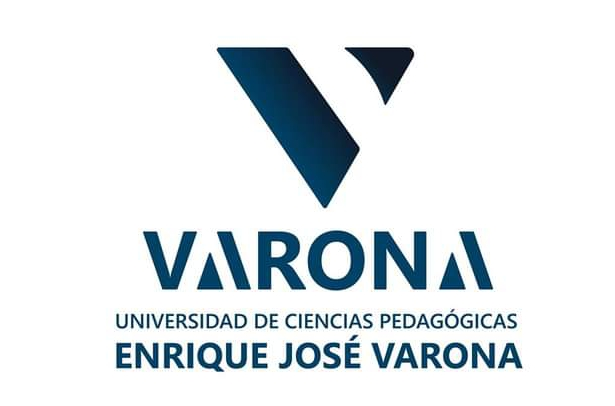 VARONA
UNIVERSIDAD DE CIENCIAS PEDAGÓGICAS
ENRIQUE JOSÉ VARONA